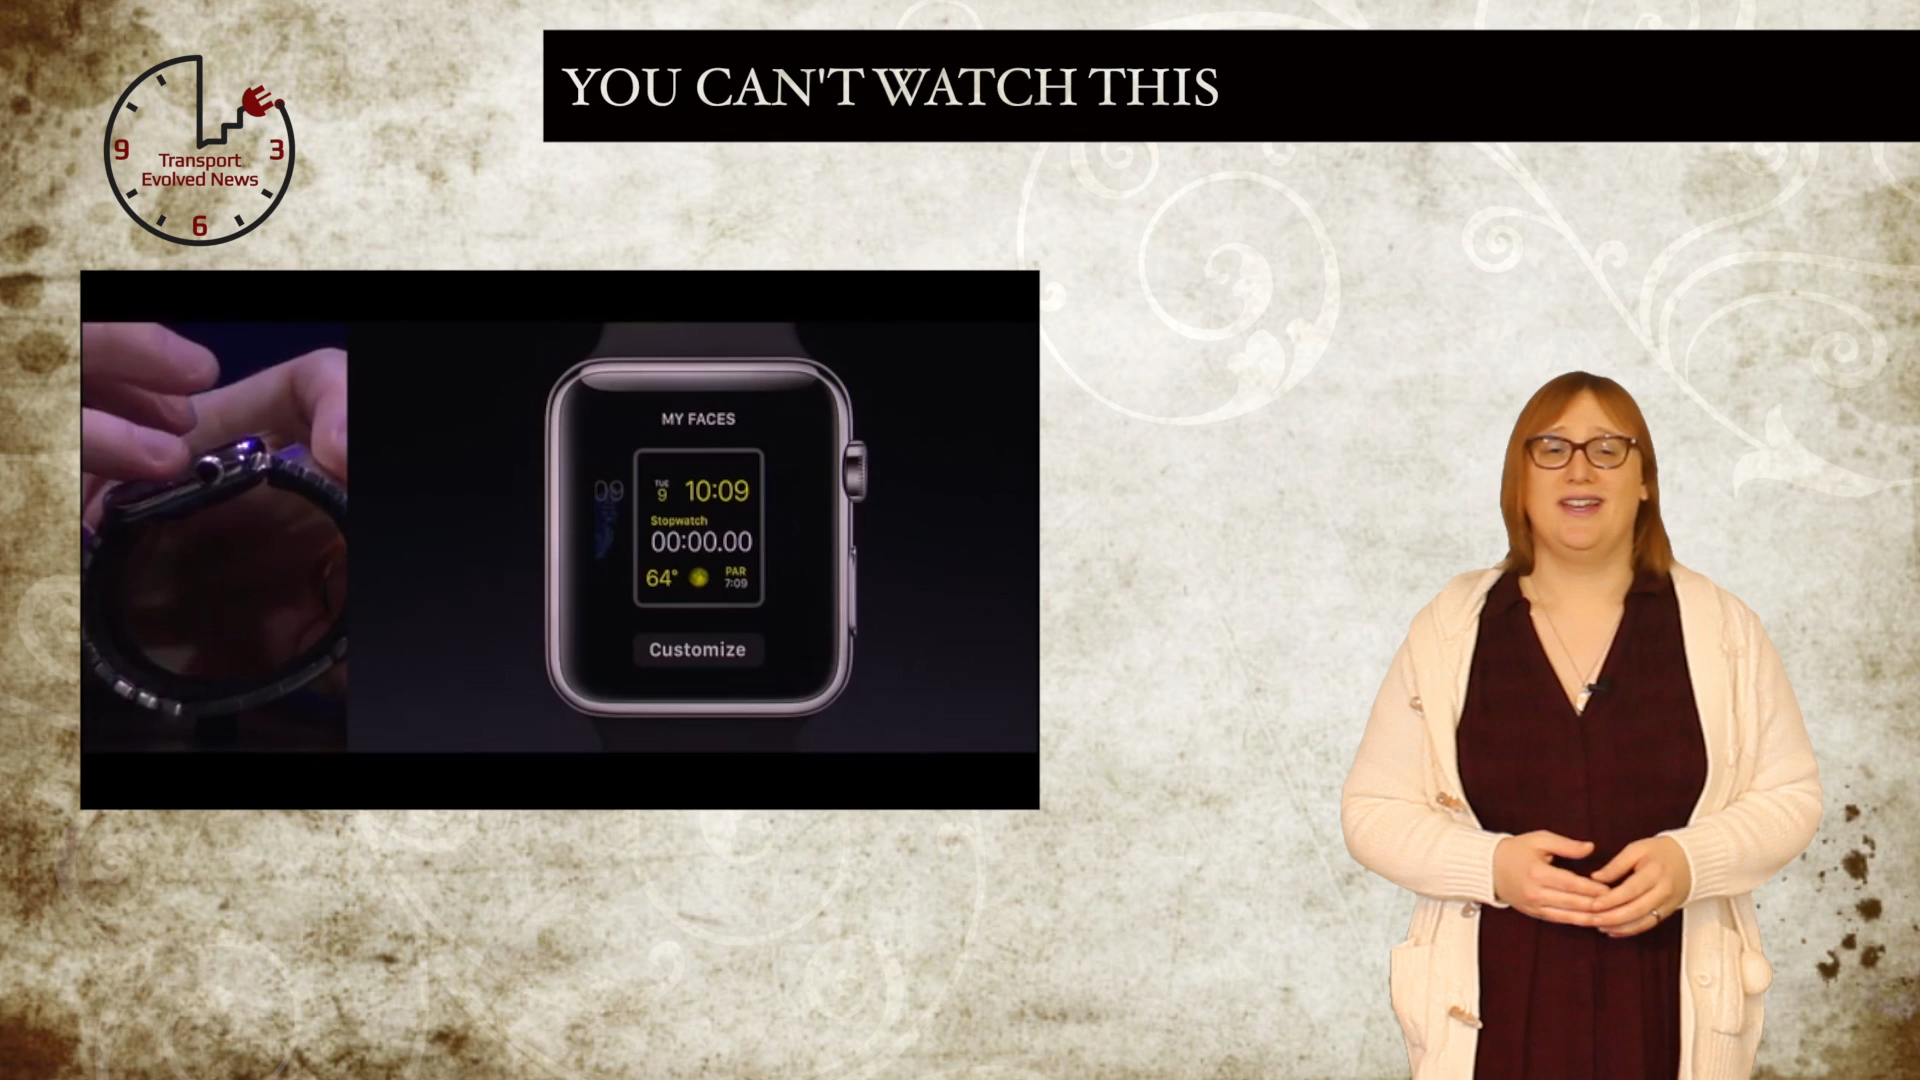 YOU CAN'T WATCH THIS
9
3
Transport
Evolved News
6
MY FACES
09
TUE
9
10:09
Stopwatch
00:00.00
64°
PAR
7:09
Customize